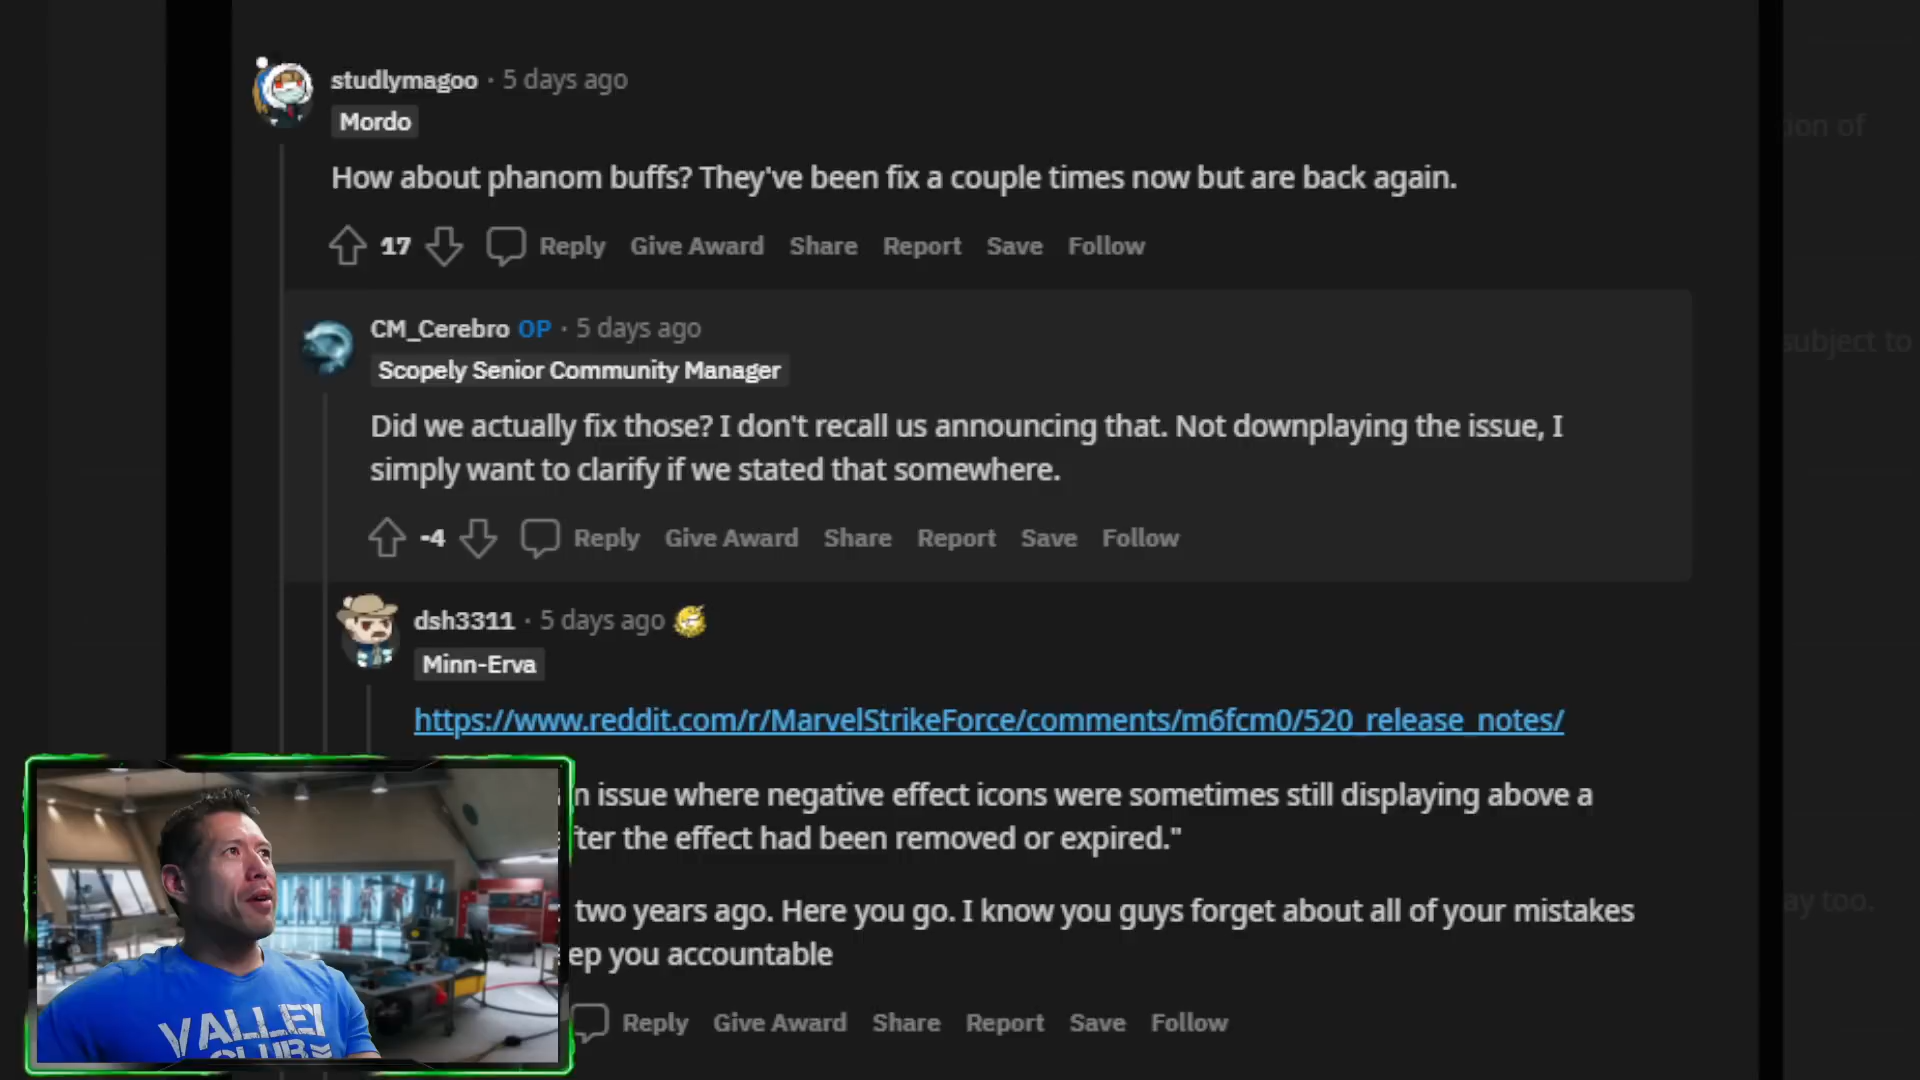 studlymagoo · 5 days ago
Mordo
How about phanom buffs? They've been fix a couple times now but are back again.
17 Reply Give Award Share Report Save Follow
CM_Cerebro OP · 5 days ago
Scopely Senior Community Manager
Did we actually fix those? I don't recall us announcing that. Not downplaying the issue, I
simply want to clarify if we stated that somewhere.
-4 Reply Give Award Share Report Save Follow
dsh3311 · 5 days ago
Minn-Erva
https://www.reddit.com/r/MarvelStrikeForce/comments/m6fcm0/520_release_notes/
issue where negative effect icons were sometimes still displaying above a
the effect had been removed or expired."
two years ago. Here you go. I know you guys forget about all of your mistakes
you accountable
Reply Give Award Share Report Save Follow
of
subject to
too.
VALLEY
CLUB